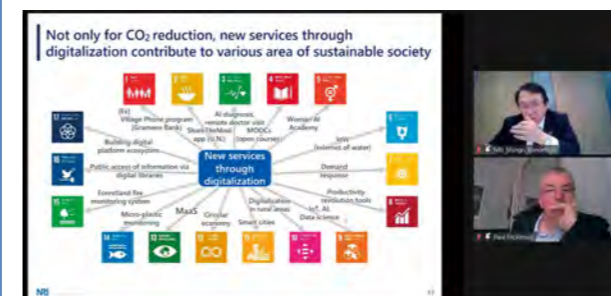 Not only for CO₂ reduction, new services through
digitalization contribute to various area of sustainable society
(Ex)
Village Phone program
(Grameen Bank)
ShareTheMeal
app (U.N.)
AI diagnosis,
remote doctor visit
MOOCs
(open course)
Woman AI
Academy
IoW
(Internet of water)
Building digital
platform ecosystem
New services
through
digitalization
Demand
response
Public access of information via
digital libraries
Productivity
revolution tools
Forestland fire
monitoring system
IoT, AI,
Data science
Micro-plastic
monitoring
MaaS
Circular
economy
Smart cities
Digitalization
in rural areas
NRI